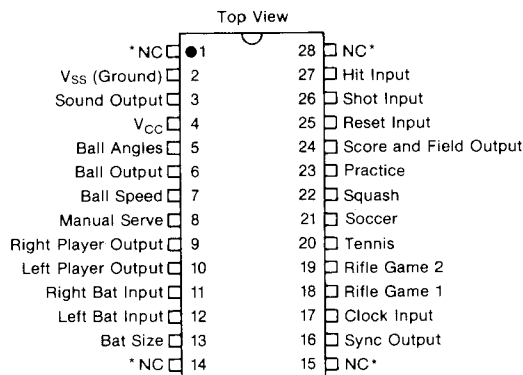 Top View
*NC 1 28 NC*
VSS (Ground) 2 27 Hit Input
Sound Output 3 26 Shot Input
VCC 4 25 Reset Input
Ball Angles 5 24 Score and Field Output
Ball Output 6 23 Practice
Ball Speed 7 22 Squash
Manual Serve 8 21 Soccer
Right Player Output 9 20 Tennis
Left Player Output 10 19 Rifle Game 2
Right Bat Input 11 18 Rifle Game 1
Left Bat Input 12 17 Clock Input
Bat Size 13 16 Sync Output
*NC 14 15 NC*